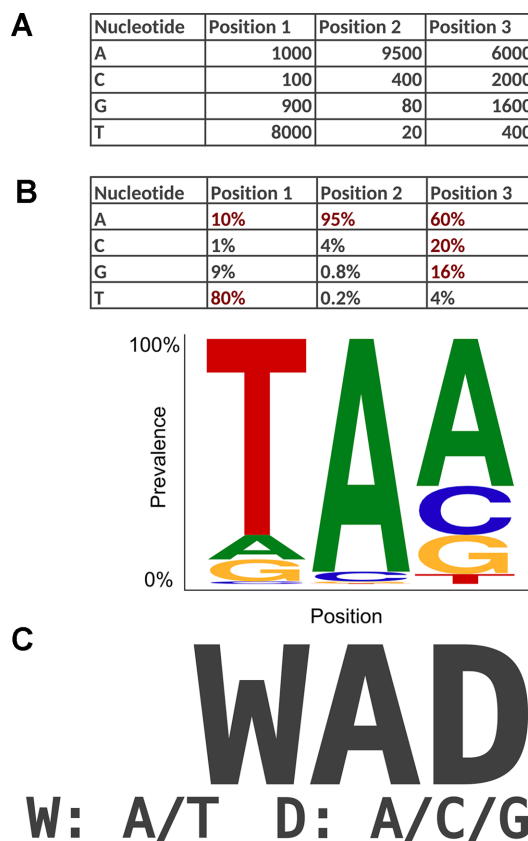 A
Nucleotide Position 1 Position 2 Position 3
A 1000 9500 6000
C 100 400 2000
G 900 80 1600
T 8000 20 400
B
Nucleotide Position 1 Position 2 Position 3
A 10% 95% 60%
C 1% 4% 20%
G 9% 0.8% 16%
T 80% 0.2% 4%
100%
Prevalence
0%
T A A
A C C
G G
T
Position
C
WAD
W: A/T D: A/C/G